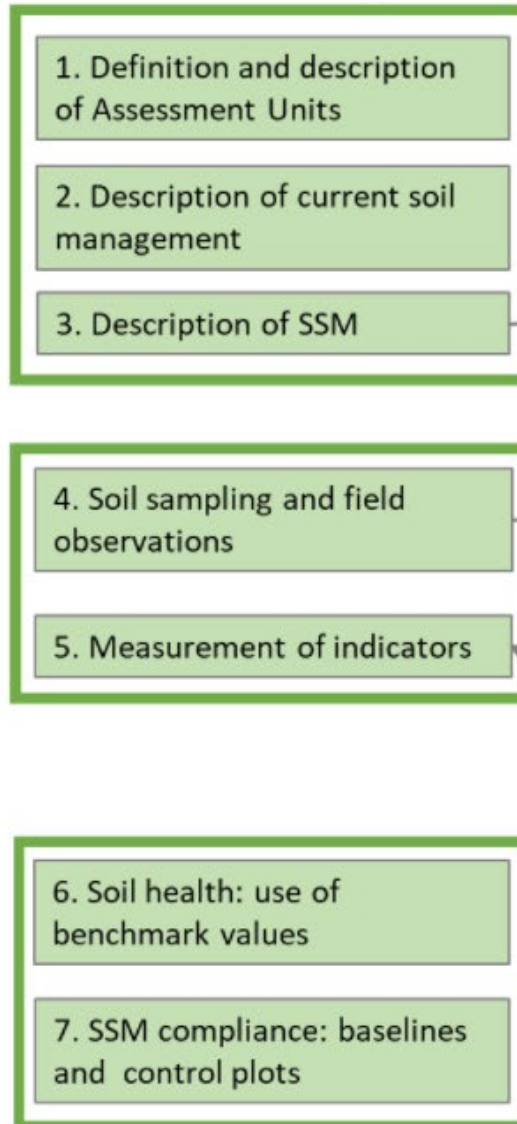 1. Definition and description
of Assessment Units
2. Description of current soil
management
3. Description of SSM
4. Soil sampling and field
observations
5. Measurement of indicators
6. Soil health: use of
benchmark values
7. SSM compliance: baselines
and control plots